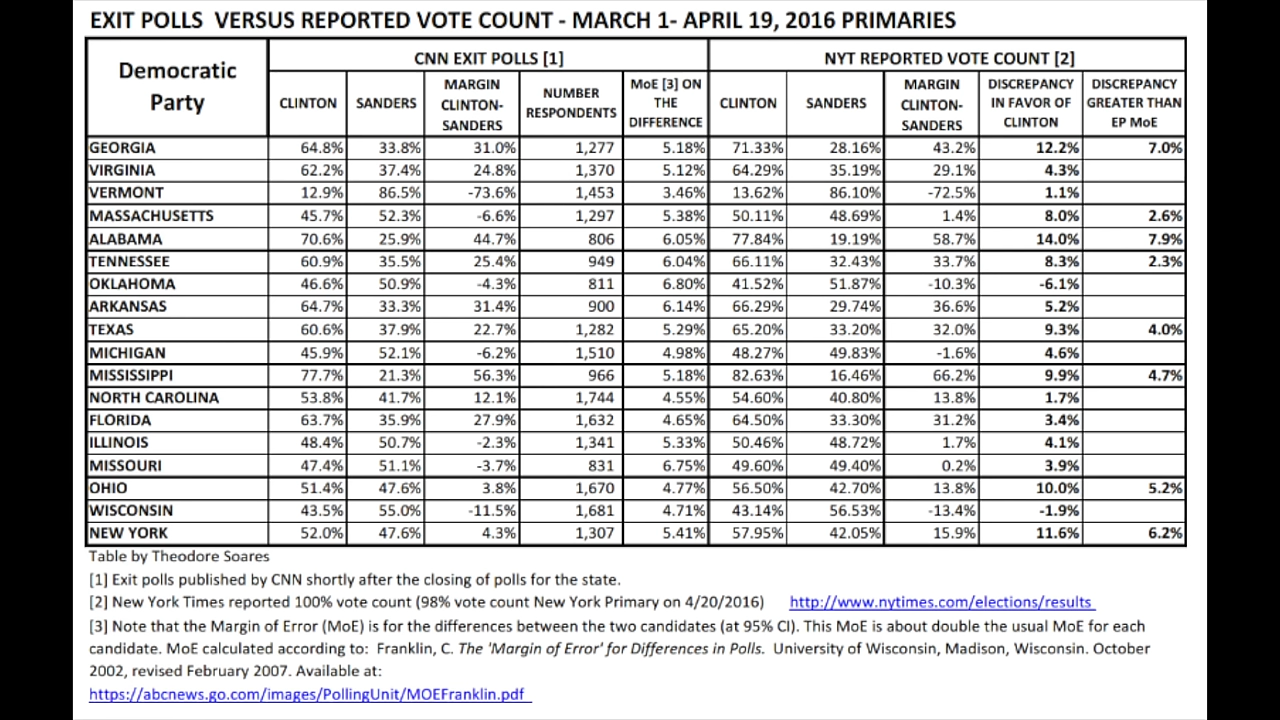 EXIT POLLS VERSUS REPORTED VOTE COUNT - MARCH 1- APRIL 19, 2016 PRIMARIES
Democratic Party CNN EXIT POLLS [1] NYT REPORTED VOTE COUNT [2]
CLINTON SANDERS MARGIN CLINTON- SANDERS NUMBER RESPONDENTS MoE [3] ON THE DIFFERENCE CLINTON SANDERS MARGIN CLINTON- SANDERS DISCREPANCY IN FAVOR OF CLINTON DISCREPANCY GREATER THAN EP MoE
GEORGIA 64.8% 33.8% 31.0% 1,277 5.18% 71.33% 28.16% 43.2% 12.2% 7.0%
VIRGINIA 62.2% 37.4% 24.8% 1,370 5.12% 64.29% 35.19% 29.1% 4.3%
VERMONT 12.9% 86.5% -73.6% 1,453 3.46% 13.62% 86.10% -72.5% 1.1%
MASSACHUSETTS 45.7% 52.3% -6.6% 1,297 5.38% 50.11% 48.69% 1.4% 8.0% 2.6%
ALABAMA 70.6% 25.9% 44.7% 806 6.05% 77.84% 19.19% 58.7% 14.0% 7.9%
TENNESSEE 60.9% 35.5% 25.4% 949 6.04% 66.11% 32.43% 33.7% 8.3% 2.3%
OKLAHOMA 46.6% 50.9% -4.3% 811 6.80% 41.52% 51.87% -10.3% -6.1%
ARKANSAS 64.7% 33.3% 31.4% 900 6.14% 66.29% 29.74% 36.6% 5.2%
TEXAS 60.6% 37.9% 22.7% 1,282 5.29% 65.20% 33.20% 32.0% 9.3% 4.0%
MICHIGAN 45.9% 52.1% -6.2% 1,510 4.98% 48.27% 49.83% -1.6% 4.6%
MISSISSIPPI 77.7% 21.3% 56.3% 966 5.18% 82.63% 16.46% 66.2% 9.9% 4.7%
NORTH CAROLINA 53.8% 41.7% 12.1% 1,744 4.55% 54.60% 40.80% 13.8% 1.7%
FLORIDA 63.7% 35.9% 27.9% 1,632 4.65% 64.50% 33.30% 31.2% 3.4%
ILLINOIS 48.4% 50.7% -2.3% 1,341 5.33% 50.46% 48.72% 1.7% 4.1%
MISSOURI 47.4% 51.1% -3.7% 831 6.75% 49.60% 49.40% 0.2% 3.9%
OHIO 51.4% 47.6% 3.8% 1,670 4.77% 56.50% 42.70% 13.8% 10.0% 5.2%
WISCONSIN 43.5% 55.0% -11.5% 1,681 4.71% 43.14% 56.53% -13.4% -1.9%
NEW YORK 52.0% 47.6% 4.3% 1,307 5.41% 57.95% 42.05% 15.9% 11.6% 6.2%
Table by Theodore Soares
[1] Exit polls published by CNN shortly after the closing of polls for the state.
[2] New York Times reported 100% vote count (98% vote count New York Primary on 4/20/2016) http://www.nytimes.com/elections/results
[3] Note that the Margin of Error (MoE) is for the differences between the two candidates (at 95% CI). This MoE is about double the usual MoE for each
candidate. MoE calculated according to: Franklin, C. The 'Margin of Error' for Differences in Polls. University of Wisconsin, Madison, Wisconsin. October
2002, revised February 2007. Available at:
https://abcnews.go.com/images/PollingUnit/MOEFranklin.pdf